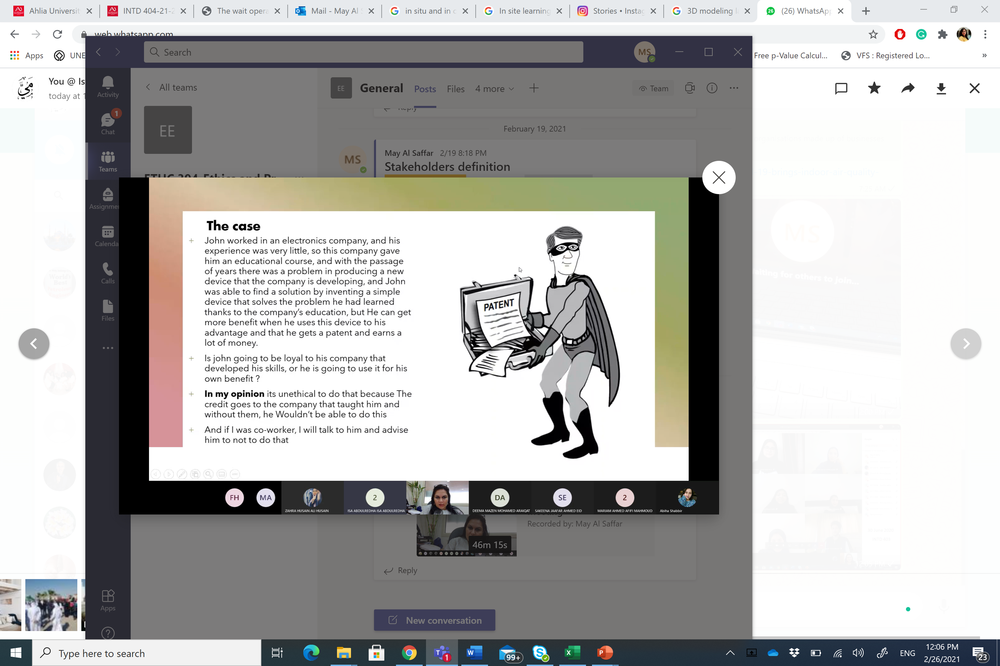 Ahlia Universit
INTD 404-21-2
The wait opera
Mail - May Al S
in situ and in c
In site learning
Stories • Instag
3D modeling la
26
(26) WhatsApp
web.whatsapp.com
Apps
UNE
Free p-Value Calcul...
VFS : Registered Lo...
»
Search
MS
You @ Is
today at 1
Activity
1
Chat
Teams
Assignme
Calenda
Calls
Files
Apps
All teams
EE
EE
General
Posts
Files
4 more
Team
Reply
February 19, 2021
MS
May Al Saffar 2/19 8:18 PM
Stakeholders definition
The case
John worked in an electronics company, and his
experience was very little, so this company gave
him an educational course, and with the passage
of years there was a problem in producing a new
device that the company is developing, and John
was able to find a solution by inventing a simple
device that solves the problem he had learned
thanks to the company's education, but He can get
more benefit when he uses this device to his
advantage and that he gets a patent and earns a
lot of money.
Is john going to be loyal to his company that
developed his skills, or he is going to use it for his
own benefit ?
In my opinion its unethical to do that because The
credit goes to the company that taught him and
without them, he Wouldn't be able to do this
And if I was co-worker, I will talk to him and advise
him to not to do that
PATENT
FH
MA
ZAHRA HUSAIN ALI HUSAIN
2
ISA ABDULREDHA ISA ABDULREDHA
DA
DEEMA MAZEN MOHAMED ARAIQAT
SE
SAKEENA JAAFAR AHMED EID
2
MARIAM AHMED AFIFI MAHMOUD
Abiha Shabbir
Recorded by: May Al Saffar
46m 15s
Reply
New conversation
MS
aiting for others to join...
Type here to search
1
99+
ENG
12:06 PM
2/26/2021
23